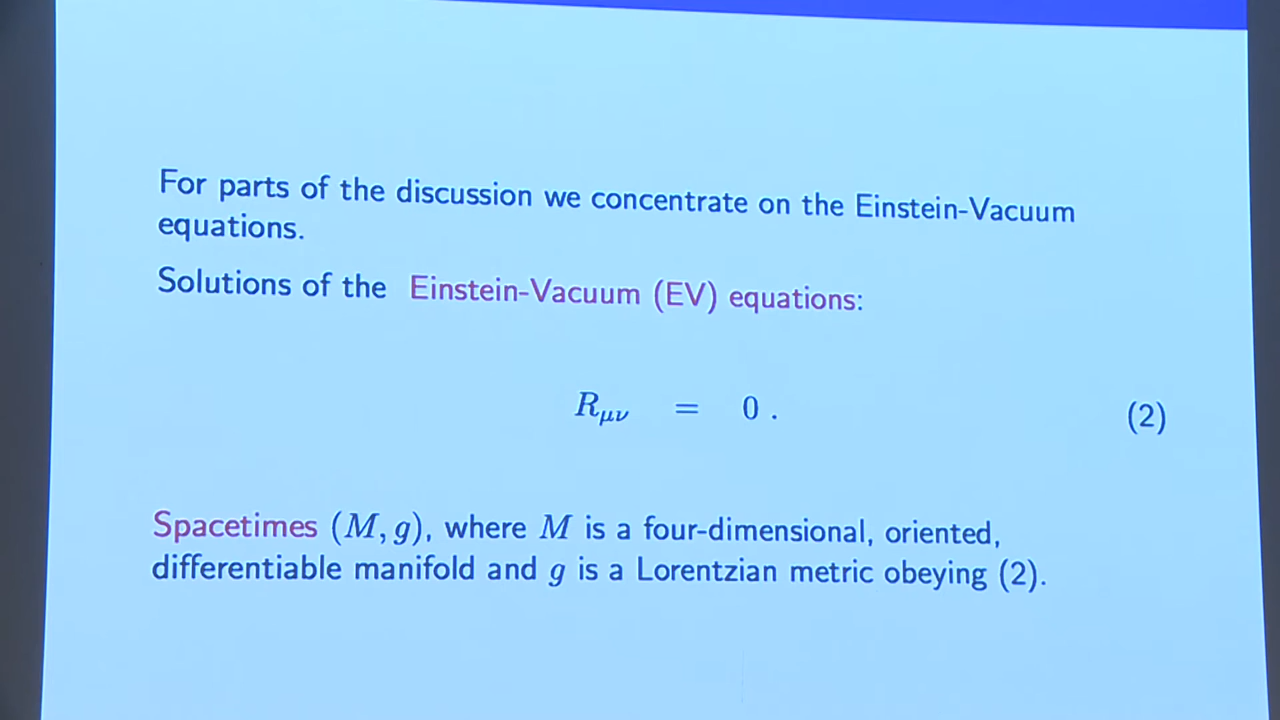 For parts of the discussion we concentrate on the Einstein-Vacuum
equations.
Solutions of the Einstein-Vacuum (EV) equations:
R_{μν} = 0 . (2)
Spacetimes (M, g), where M is a four-dimensional, oriented,
differentiable manifold and g is a Lorentzian metric obeying (2).